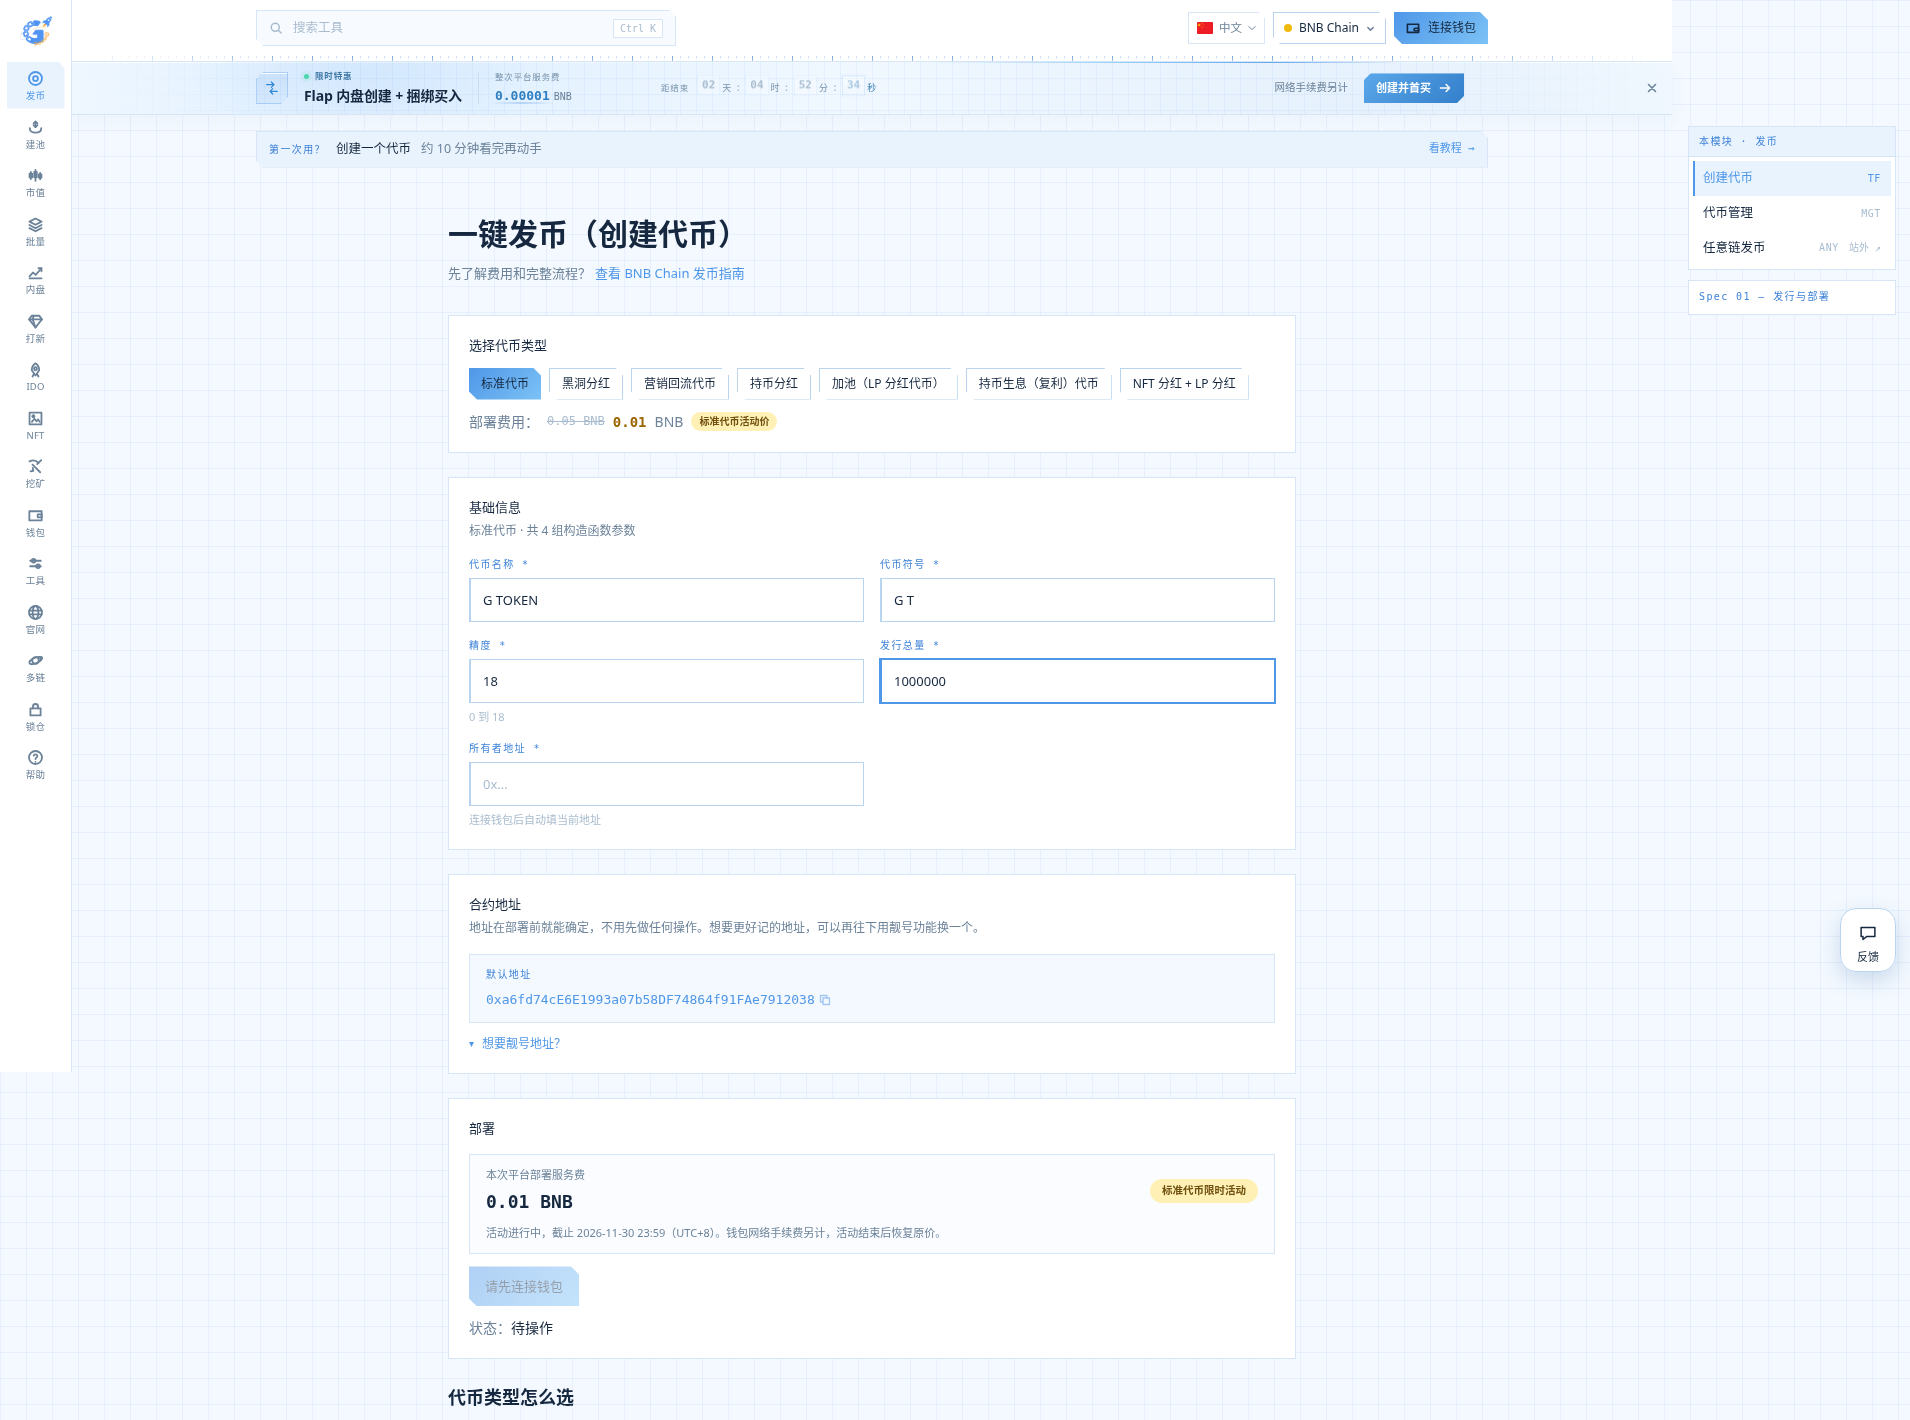 搜索工具 Ctrl K
中文 BNB Chain 连接钱包
限时特惠
Flap 内盘创建 + 捆绑买入
整次平台服务费
0.00001 BNB
距结束 02 天 : 04 时 : 52 分 : 34 秒
网络手续费另计 创建并首买 →
第一次用？ 创建一个代币 约 10 分钟看完再动手 看教程 →
发币
建池
市值
批量
内盘
打新
IDO
NFT
挖矿
钱包
工具
官网
多链
锁仓
帮助
一键发币（创建代币）
先了解费用和完整流程？ 查看 BNB Chain 发币指南
选择代币类型
标准代币 黑洞分红 营销回流代币 持币分红 加池（LP 分红代币） 持币生息（复利）代币 NFT 分红 + LP 分红
部署费用： 0.05 BNB 0.01 BNB 标准代币活动价
基础信息
标准代币 · 共 4 组构造函数参数
代币名称 * 代币符号 *
G TOKEN G T
精度 * 发行总量 *
18 1000000
0 到 18
所有者地址 *
0x...
连接钱包后自动填当前地址
合约地址
地址在部署前就能确定，不用先做任何操作。想要更好记的地址，可以再往下用靓号功能换一个。
默认地址
0xa6fd74cE6E1993a07b58DF74864f91FAe7912038
▾ 想要靓号地址？
部署
本次平台部署服务费
0.01 BNB
标准代币限时活动
活动进行中，截止 2026-11-30 23:59（UTC+8）。钱包网络手续费另计，活动结束后恢复原价。
请先连接钱包
状态：待操作
代币类型怎么选
本模块 · 发币
创建代币 TF
代币管理 MGT
任意链发币 ANY 站外 ↗
Spec 01 — 发行与部署
反馈